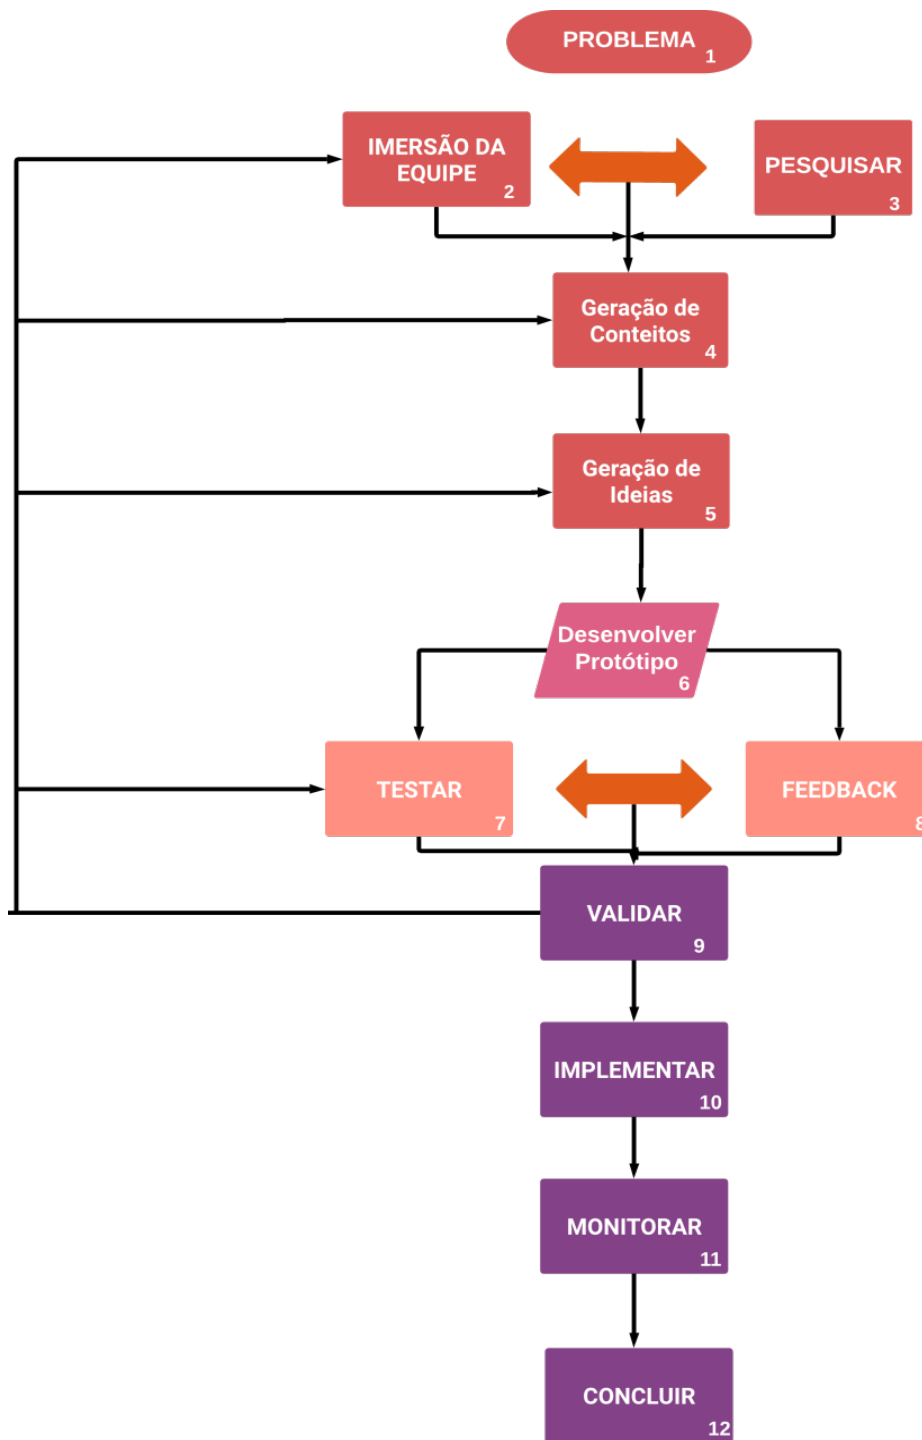 PROBLEMA
1
IMERSÃO DA
EQUIPE
2
PESQUISAR
3
Geração de
Conteitos
4
Geração de
Ideias
5
Desenvolver
Protótipo
6
TESTAR
7
FEEDBACK
8
VALIDAR
9
IMPLEMENTAR
10
MONITORAR
11
CONCLUIR
12